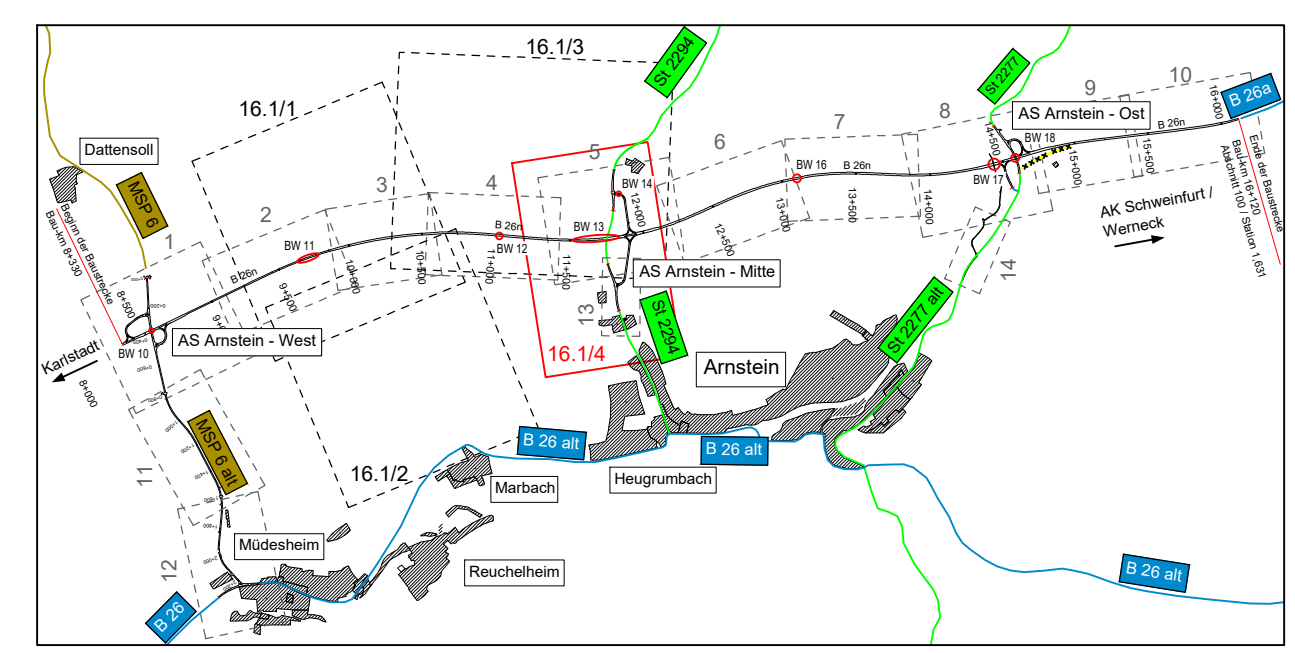 16.1/3
St 2294
St 2277
10
9
8
7
6
5
4
3
2
1
16.1/1
AS Arnstein - Ost
B 26a
16+000
B 26n
BW 18
14+500
15+000
15+500
Ende der Baustrecke
Bau-km 16+120
Abschnitt 100 / Station 1,631
Dattensoll
MSP 6
BW 14
12+000
BW 16
B 26n
BW 17
13+000
13+500
14+000
12+500
AK Schweinfurt /
Werneck
Beginn der Baustrecke
Bau-km 8+330
B 26n
BW 13
BW 12
BW 11
B 26n
10+000
10+500
11+000
11+500
9+500
8+500
AS Arnstein - Mitte
14
13
AS Arnstein - West
BW 10
Karlstadt
8+000
St 2294
St 2277 alt
16.1/4
Arnstein
MSP 6 alt
11
B 26 alt
B 26 alt
16.1/2
Heugrumbach
Marbach
Müdesheim
Reuchelheim
12
B 26
B 26 alt